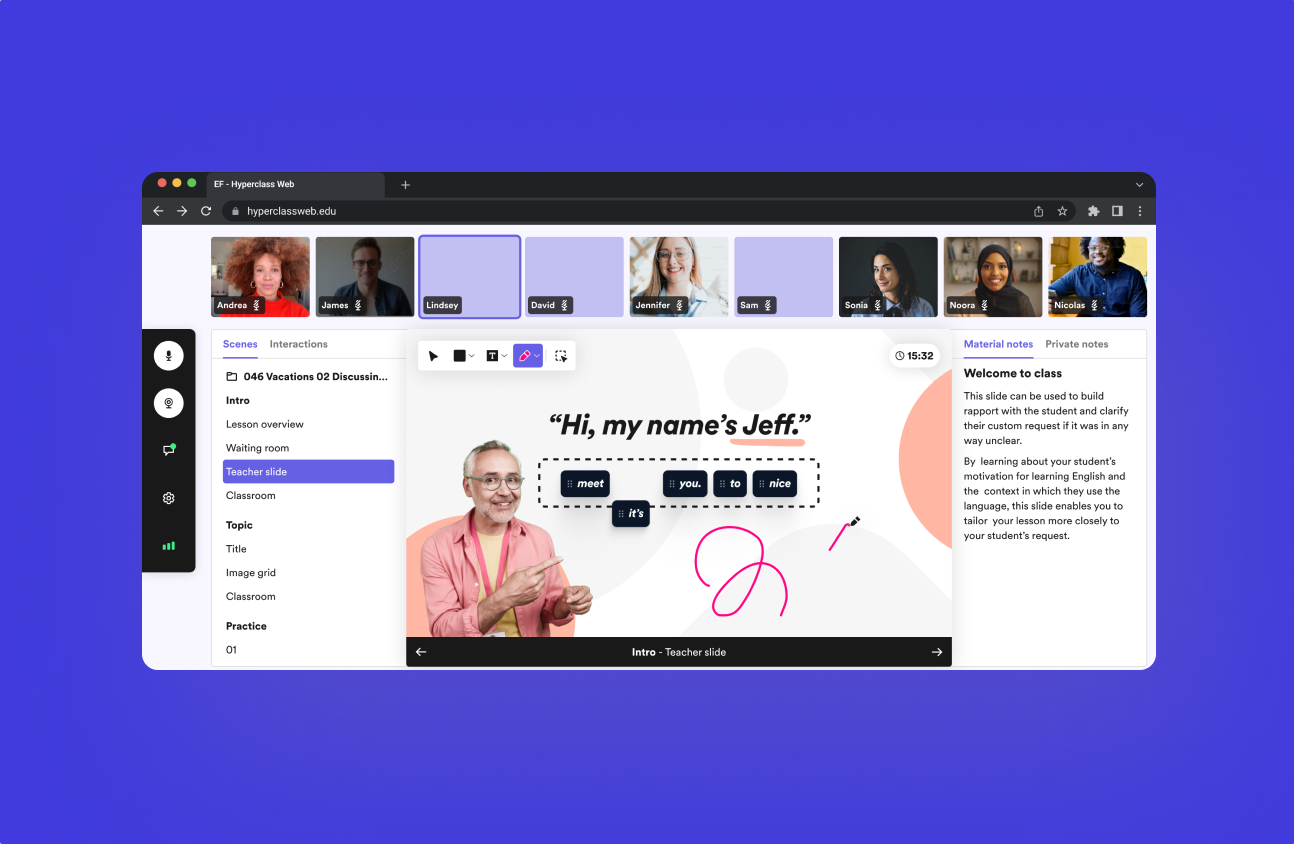 EF - Hyperclass Web
hyperclassweb.edu
Andrea
James
Lindsey
David
Jennifer
Sam
Sonia
Noora
Nicolas
Scenes
Interactions
046 Vacations 02 Discussin...
Intro
Lesson overview
Waiting room
Teacher slide
Classroom
Topic
Title
Image grid
Classroom
Practice
01
T
15:32
“Hi, my name’s Jeff.”
meet
you.
to
nice
it’s
Intro - Teacher slide
Material notes
Private notes
Welcome to class
This slide can be used to build
rapport with the student and clarify
their custom request if it was in any
way unclear.
By learning about your student’s
motivation for learning English and
the context in which they use the
language, this slide enables you to
tailor your lesson more closely to
your student’s request.